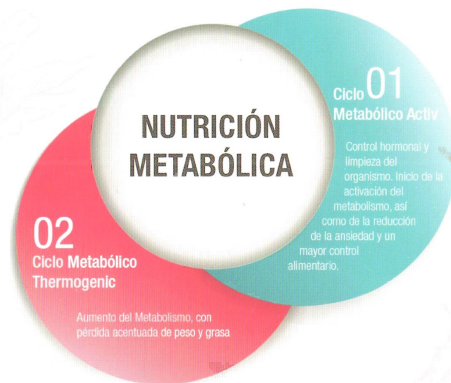 NUTRICIÓN
METABÓLICA
Ciclo 01
Metabólico Activ
Control hormonal y
limpieza del
organismo. Inicio de la
activación del
metabolismo, así
como de la reducción
de la ansiedad y un
mayor control
alimentario.
02
Ciclo Metabólico
Thermogenic
Aumento del Metabolismo, con
pérdida acentuada de peso y grasa